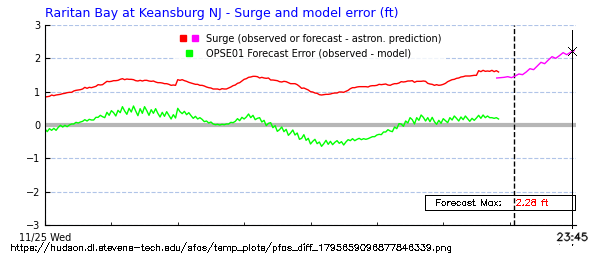 Raritan Bay at Keansburg NJ - Surge and model error (ft)
3
Surge (observed or forecast - astron. prediction)
OPSE01 Forecast Error (observed - model)
2
1
0
−1
−2
Forecast Max: 2.28 ft
−3
11/25 Wed
23:45
https://hudson.dl.stevens-tech.edu/sfas/temp_plots/pfas_diff_1795659096877846339.png